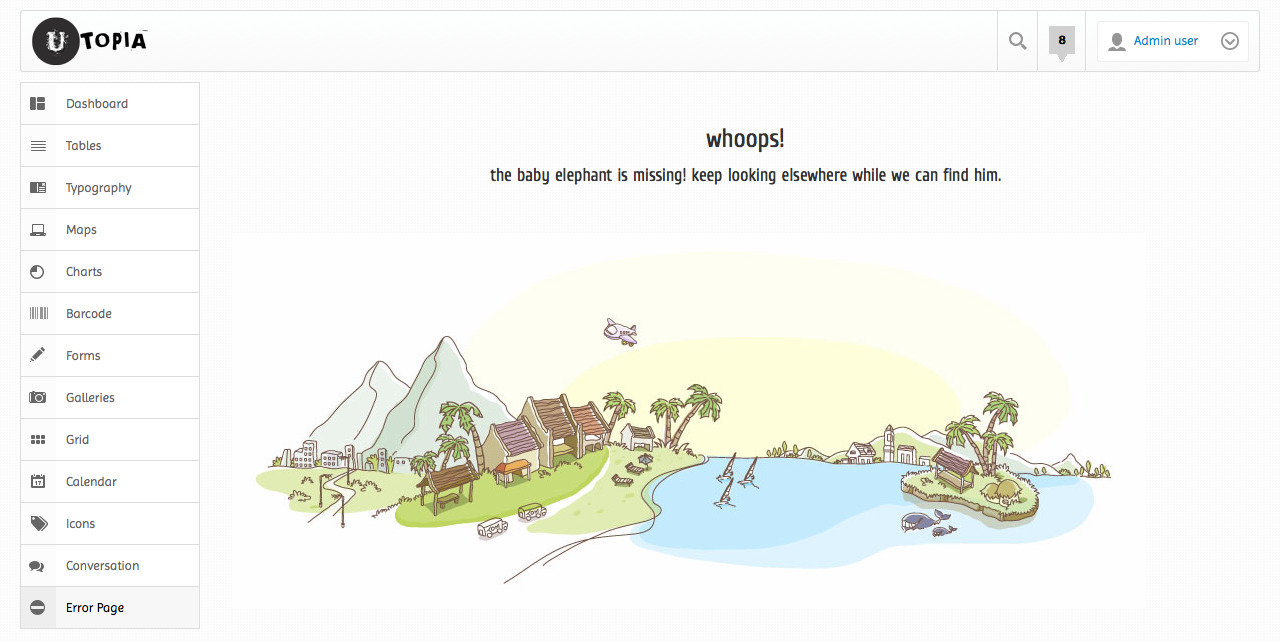 UTOPIA
8
Admin user
Dashboard
Tables
Typography
Maps
Charts
Barcode
Forms
Galleries
Grid
Calendar
Icons
Conversation
Error Page
whoops!
the baby elephant is missing! keep looking elsewhere while we can find him.